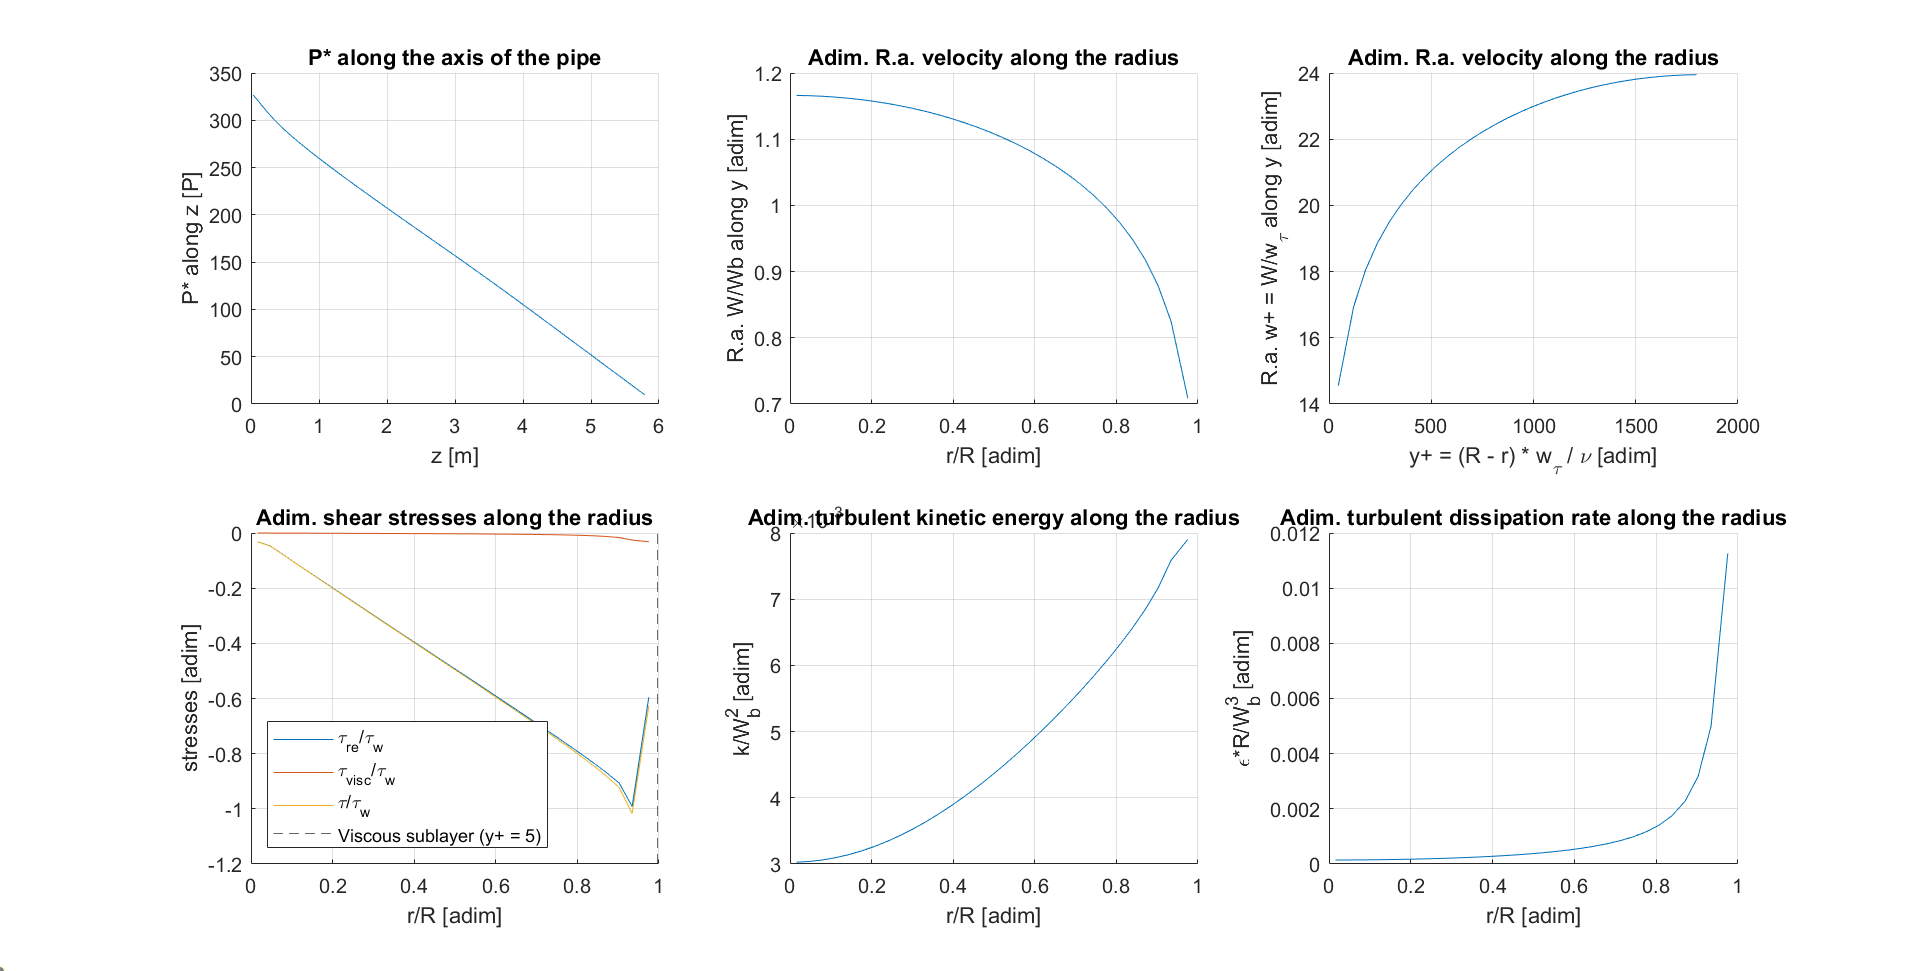 P* along the axis of the pipe
350
300
250
200
150
100
50
0
P* along z [P]
0 1 2 3 4 5 6
z [m]
Adim. R.a. velocity along the radius
1.2
1.1
1
0.9
0.8
0.7
R.a. W/Wb along y [adim]
0 0.2 0.4 0.6 0.8 1
r/R [adim]
Adim. R.a. velocity along the radius
24
22
20
18
16
14
R.a. w+ = W/w_τ along y [adim]
0 500 1000 1500 2000
y+ = (R - r) * w_τ / ν [adim]
Adim. shear stresses along the radius
0
-0.2
-0.4
-0.6
-0.8
-1
-1.2
stresses [adim]
τ_re/τ_w
τ_visc/τ_w
τ/τ_w
Viscous sublayer (y+ = 5)
0 0.2 0.4 0.6 0.8 1
r/R [adim]
Adim. turbulent kinetic energy along the radius
×10^-3
8
7
6
5
4
3
k/W_b^2 [adim]
0 0.2 0.4 0.6 0.8 1
r/R [adim]
Adim. turbulent dissipation rate along the radius
0.012
0.01
0.008
0.006
0.004
0.002
0
ϵ*R/W_b^3 [adim]
0 0.2 0.4 0.6 0.8 1
r/R [adim]